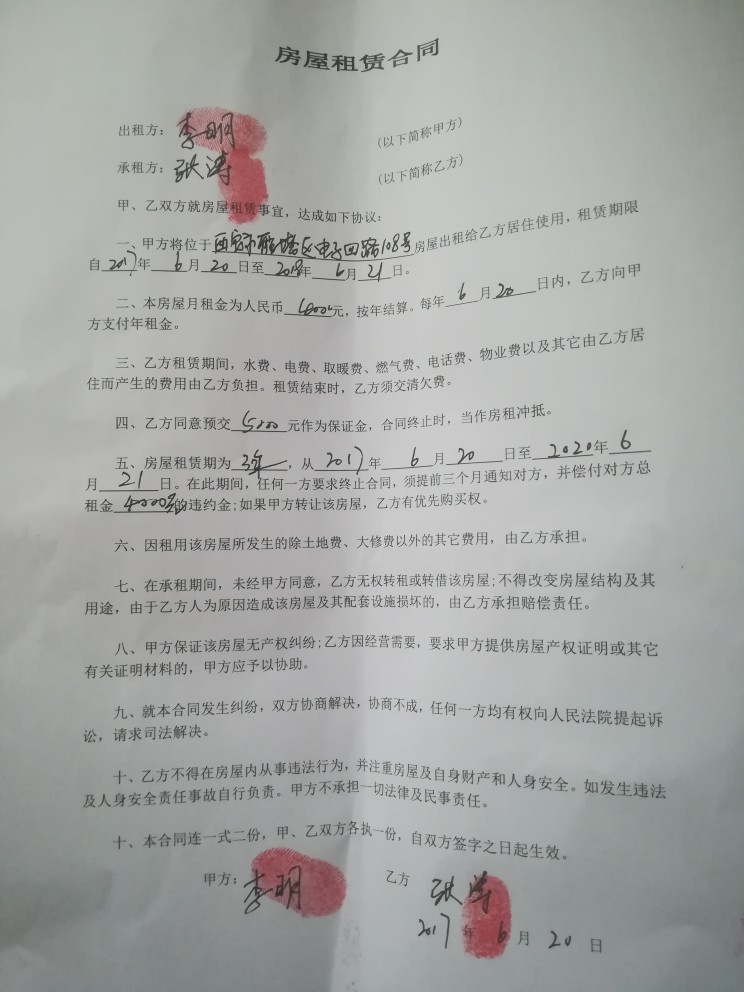 房屋租赁合同
出租方：李明 (以下简称甲方)
承租方：张涛 (以下简称乙方)
甲、乙双方就房屋租赁事宜，达成如下协议：
一、甲方将位于西安市雁塔区电子四路108号房屋出租给乙方居住使用，租赁期限
自2017年6月20日至2018年6月21日。
二、本房屋月租金为人民币1000元，按年结算。每年6月20日内，乙方向甲
方支付年租金。
三、乙方租赁期间，水费、电费、取暖费、燃气费、电话费、物业费以及其它由乙方居
住而产生的费用由乙方负担。租赁结束时，乙方须交清欠费。
四、乙方同意预交5000元作为保证金，合同终止时，当作房租冲抵。
五、房屋租赁期为3年，从2017年6月20日至2020年6
月21日。在此期间，任何一方要求终止合同，须提前三个月通知对方，并偿付对方总
租金4000元的违约金;如果甲方转让该房屋，乙方有优先购买权。
六、因租用该房屋所发生的除土地费、大修费以外的其它费用，由乙方承担。
七、在承租期间，未经甲方同意，乙方无权转租或转借该房屋;不得改变房屋结构及其
用途，由于乙方人为原因造成该房屋及其配套设施损坏的，由乙方承担赔偿责任。
八、甲方保证该房屋无产权纠纷;乙方因经营需要，要求甲方提供房屋产权证明或其它
有关证明材料的，甲方应予以协助。
九、就本合同发生纠纷，双方协商解决，协商不成，任何一方均有权向人民法院提起诉
讼，请求司法解决。
十、乙方不得在房屋内从事违法行为，并注重房屋及自身财产和人身安全。如发生违法
及人身安全责任事故自行负责。甲方不承担一切法律及民事责任。
十、本合同连一式二份，甲、乙双方各执一份，自双方签字之日起生效。
甲方：李明 乙方 张涛
2017年6月20日